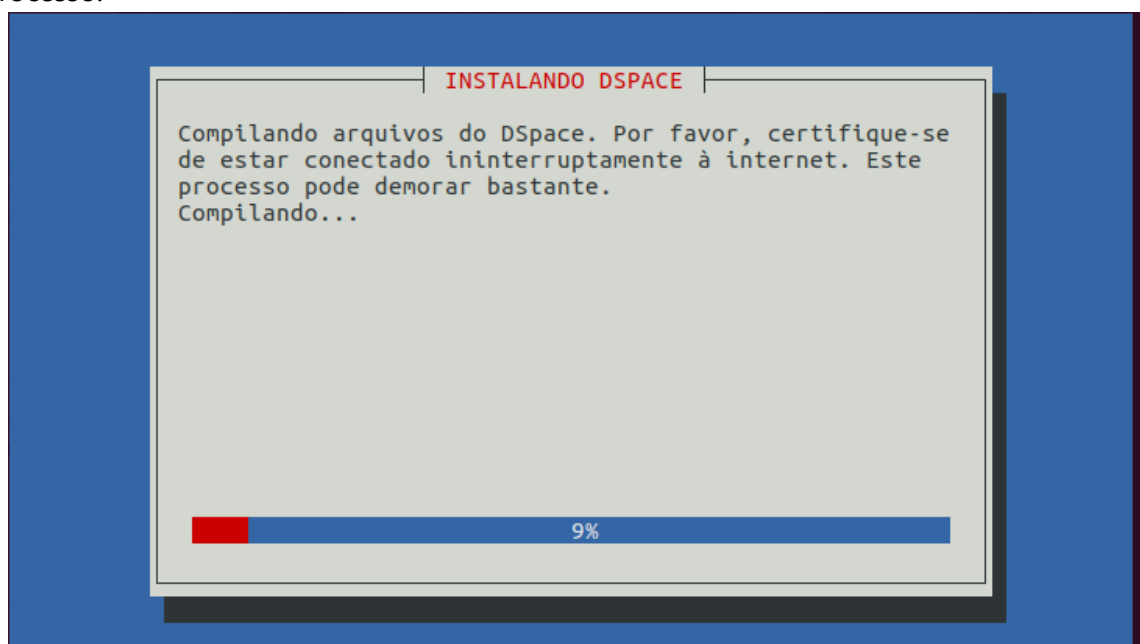 INSTALANDO DSPACE
Compilando arquivos do DSpace. Por favor, certifique-se
de estar conectado ininterruptamente à internet. Este
processo pode demorar bastante.
Compilando...
9%